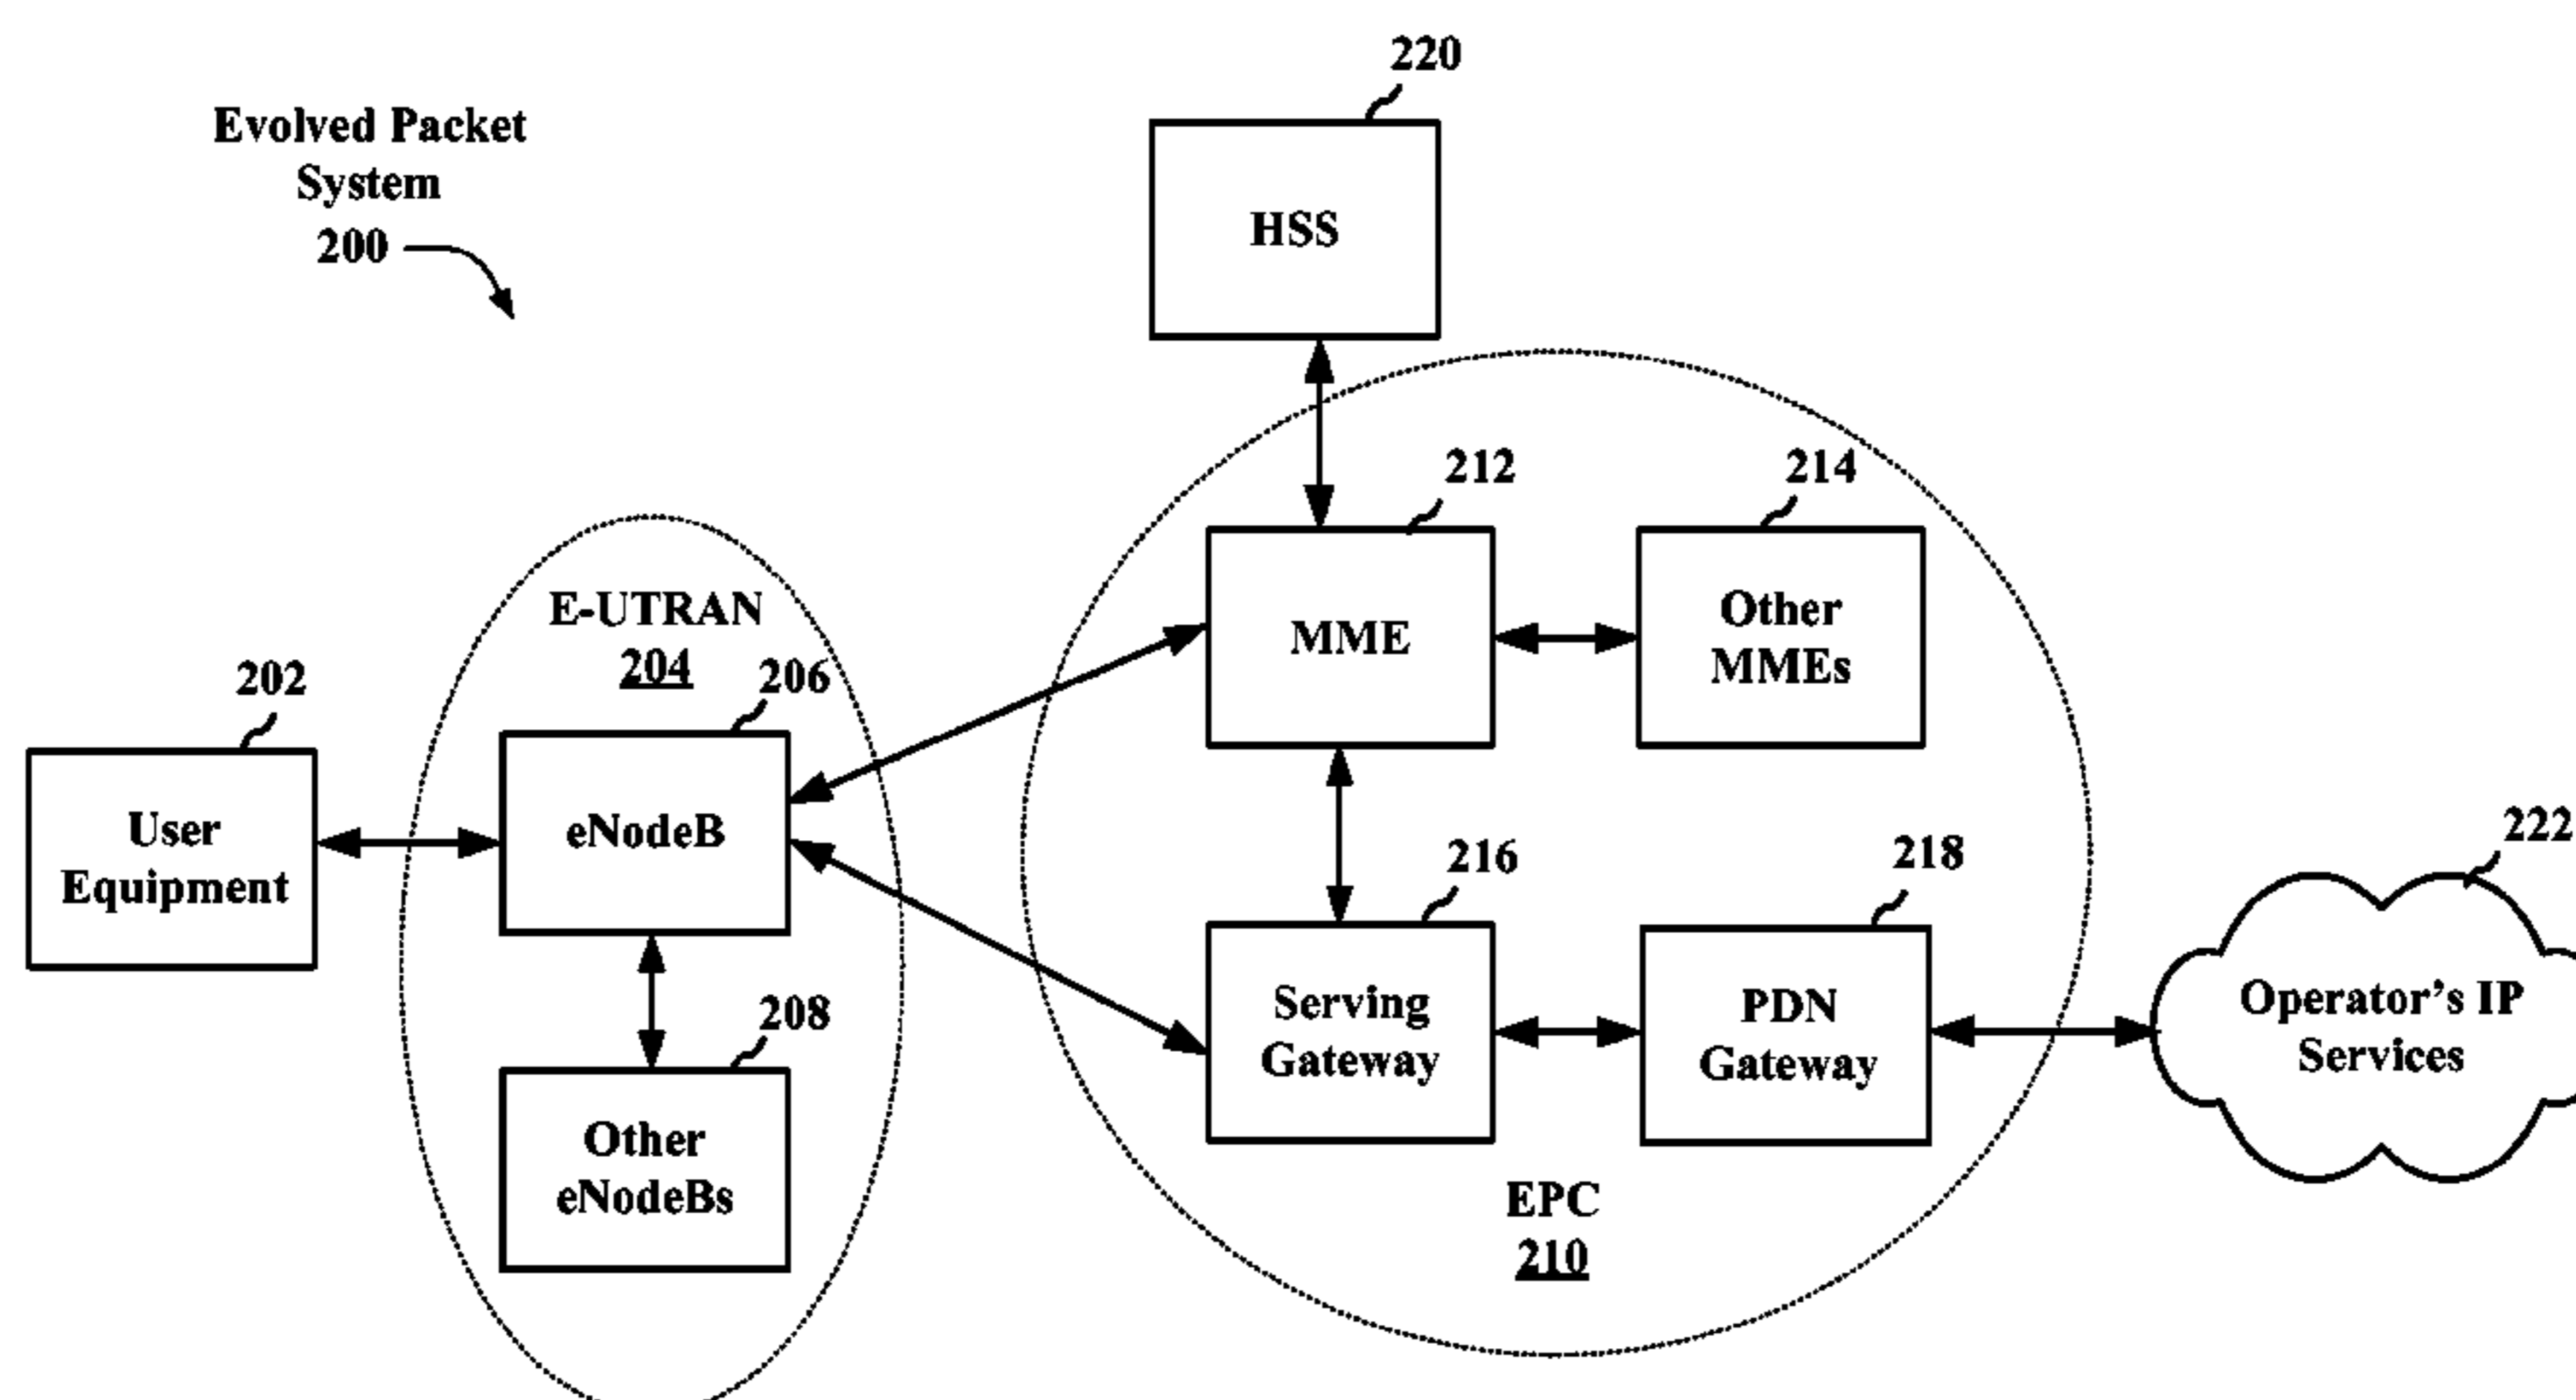 Evolved Packet
System
200
220
HSS
212
214
MME
Other
MMEs
E-UTRAN
204
206
202
User
Equipment
eNodeB
208
Other
eNodeBs
216
218
Serving
Gateway
PDN
Gateway
222
Operator’s IP
Services
EPC
210